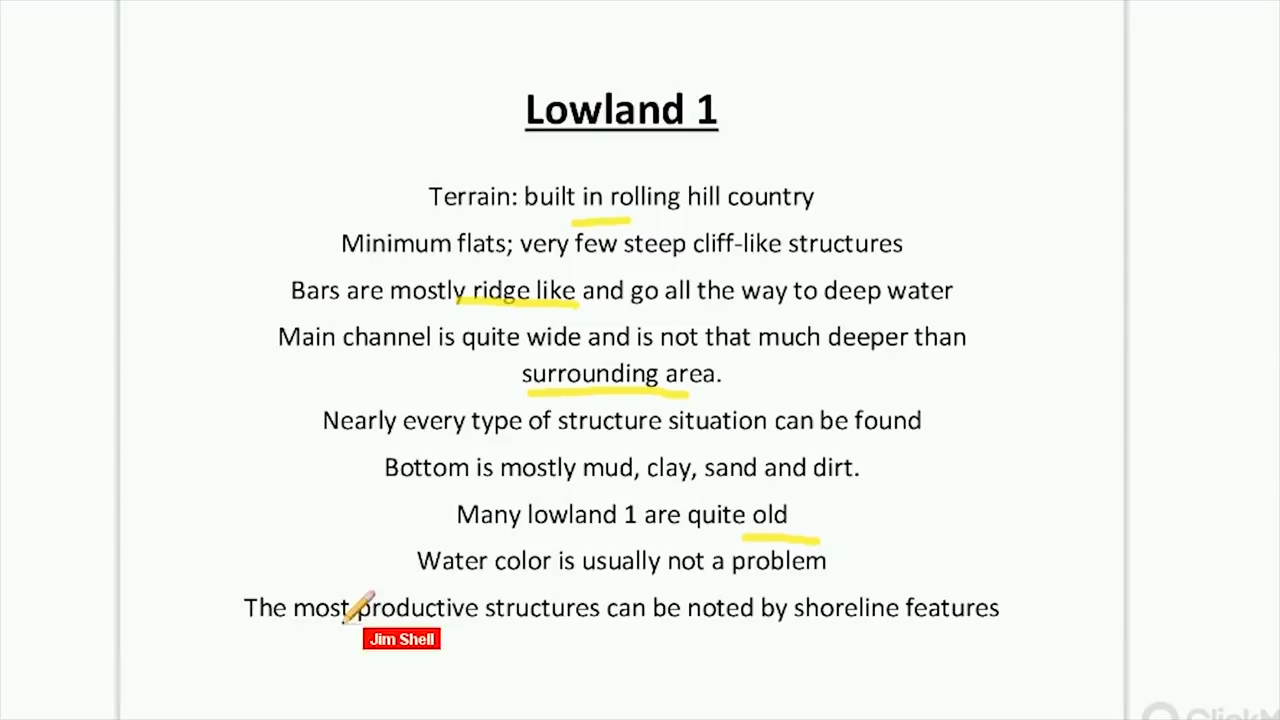 Lowland 1
Terrain: built in rolling hill country
Minimum flats; very few steep cliff-like structures
Bars are mostly ridge like and go all the way to deep water
Main channel is quite wide and is not that much deeper than
surrounding area.
Nearly every type of structure situation can be found
Bottom is mostly mud, clay, sand and dirt.
Many lowland 1 are quite old
Water color is usually not a problem
The most productive structures can be noted by shoreline features
Jim Shell